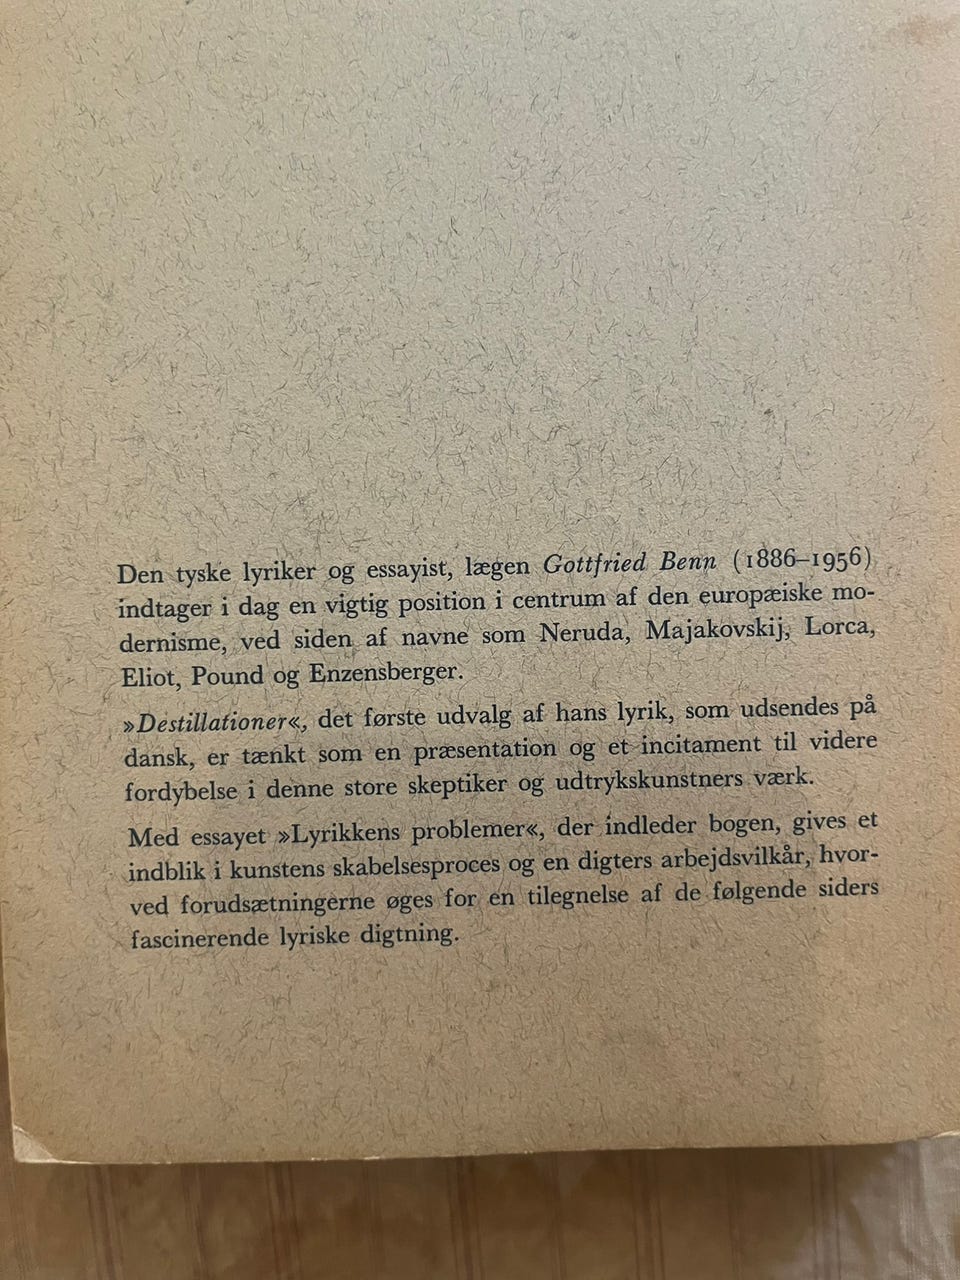 Den tyske lyriker og essayist, lægen Gottfried Benn (1886–1956)
indtager i dag en vigtig position i centrum af den europæiske mo-
dernisme, ved siden af navne som Neruda, Majakovskij, Lorca,
Eliot, Pound og Enzensberger.
»Destillationer«, det første udvalg af hans lyrik, som udsendes på
dansk, er tænkt som en præsentation og et incitament til videre
fordybelse i denne store skeptiker og udtrykskunstners værk.
Med essayet »Lyrikkens problemer«, der indleder bogen, gives et
indblik i kunstens skabelsesproces og en digters arbejdsvilkår, hvor-
ved forudsætningerne øges for en tilegnelse af de følgende siders
fascinerende lyriske digtning.